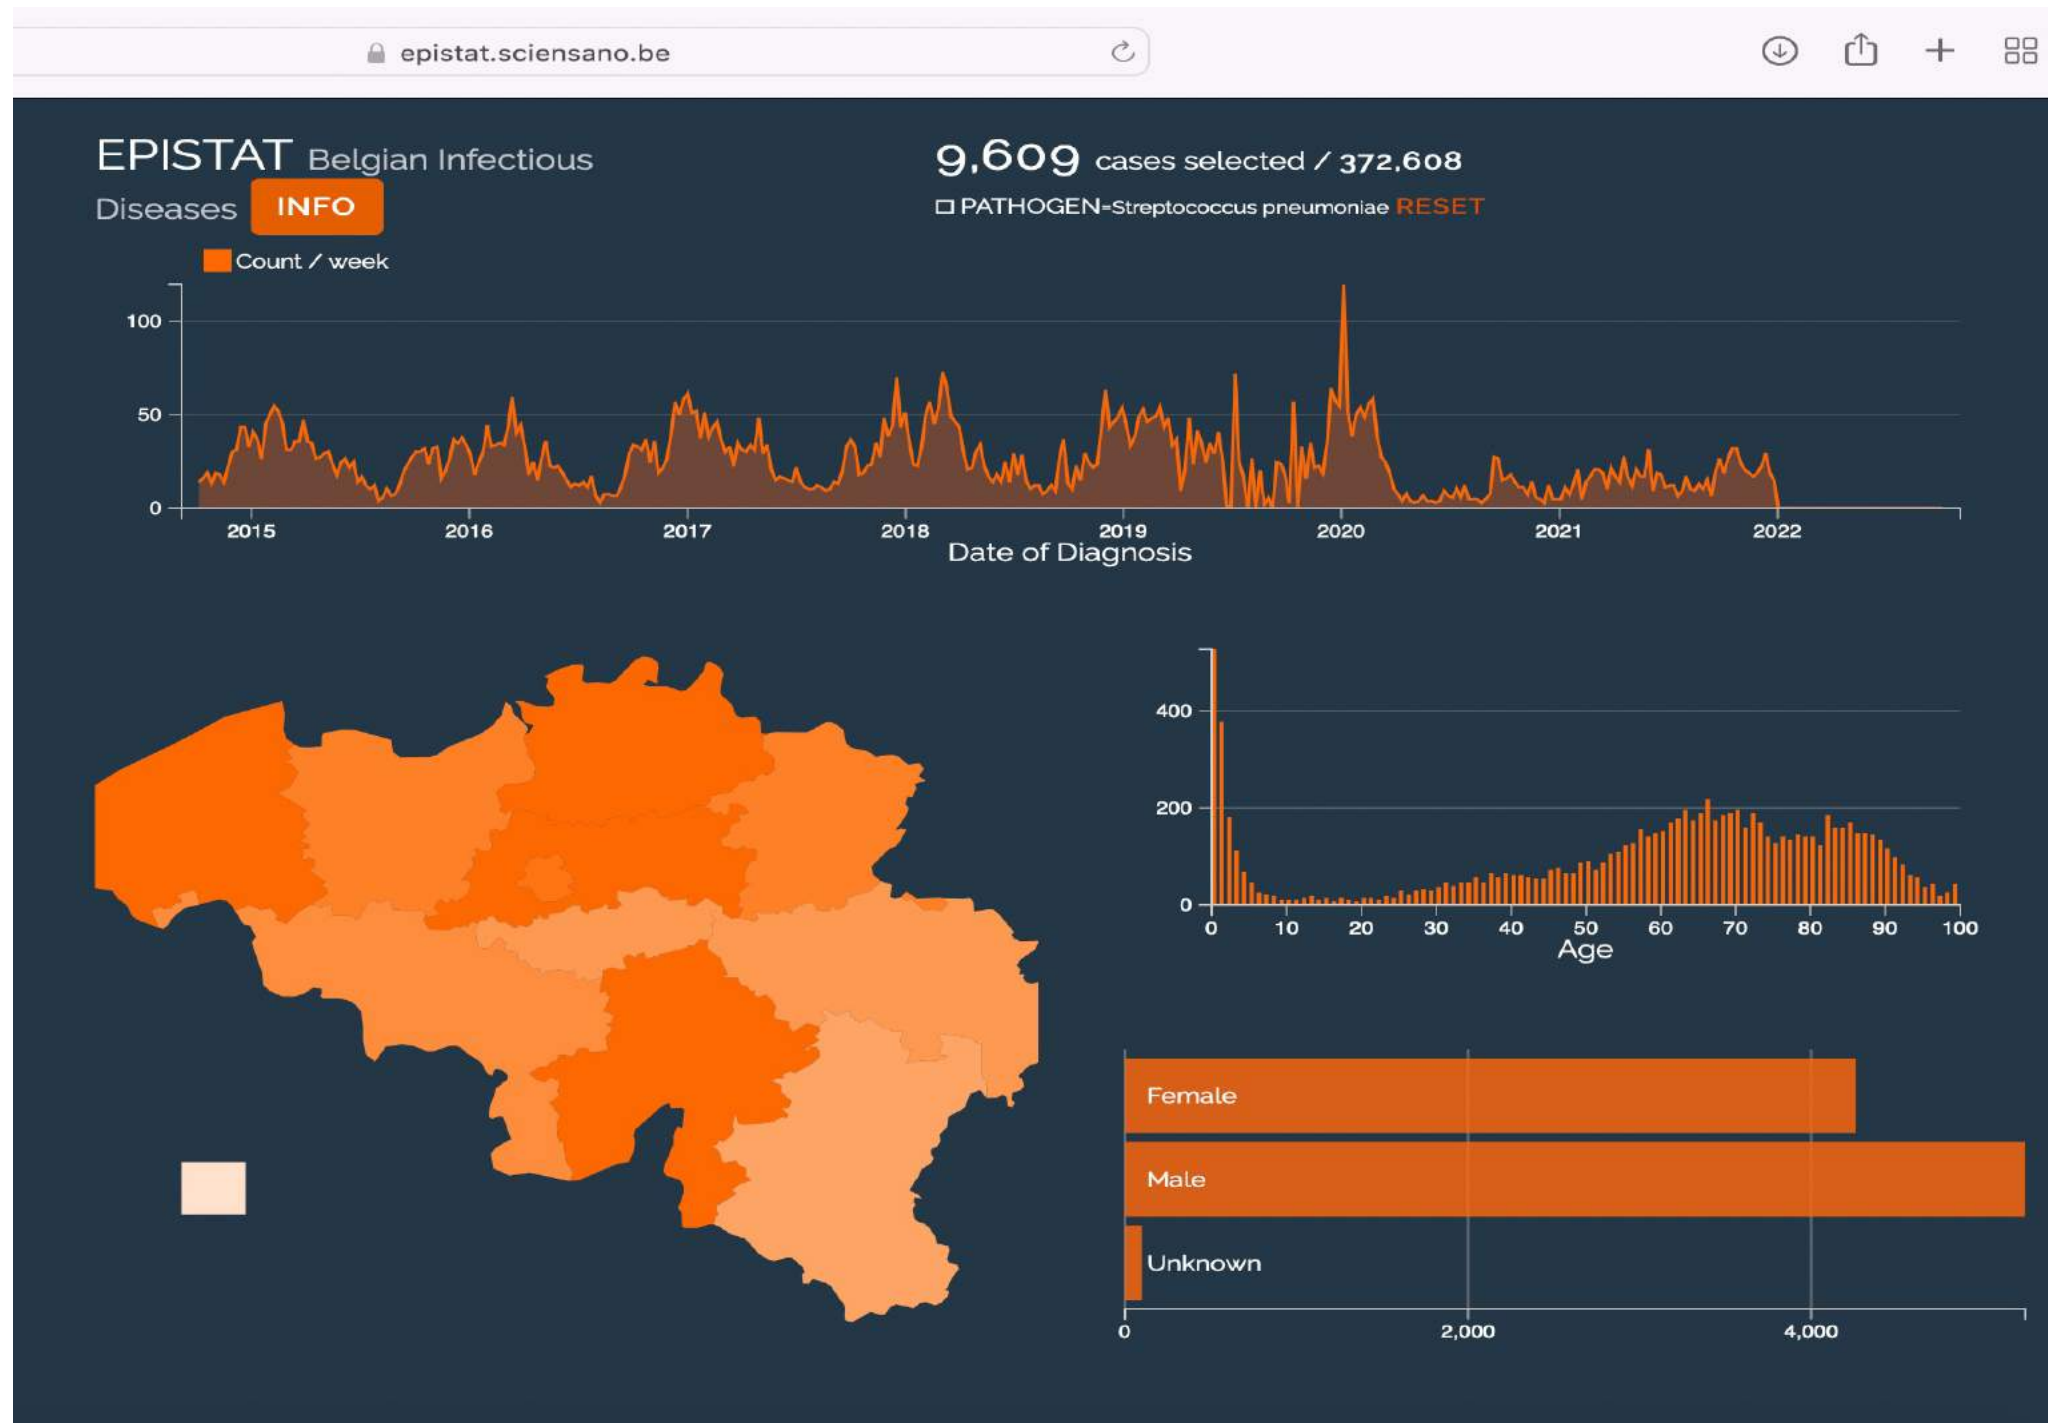 epistat.sciensano.be
EPISTAT Belgian Infectious
Diseases INFO
9,609 cases selected / 372,608
PATHOGEN=Streptococcus pneumoniae RESET
Count / week
100
50
0
2015 2016 2017 2018 2019 2020 2021 2022
Date of Diagnosis
400
200
0
0 10 20 30 40 50 60 70 80 90 100
Age
Female
Male
Unknown
0 2,000 4,000